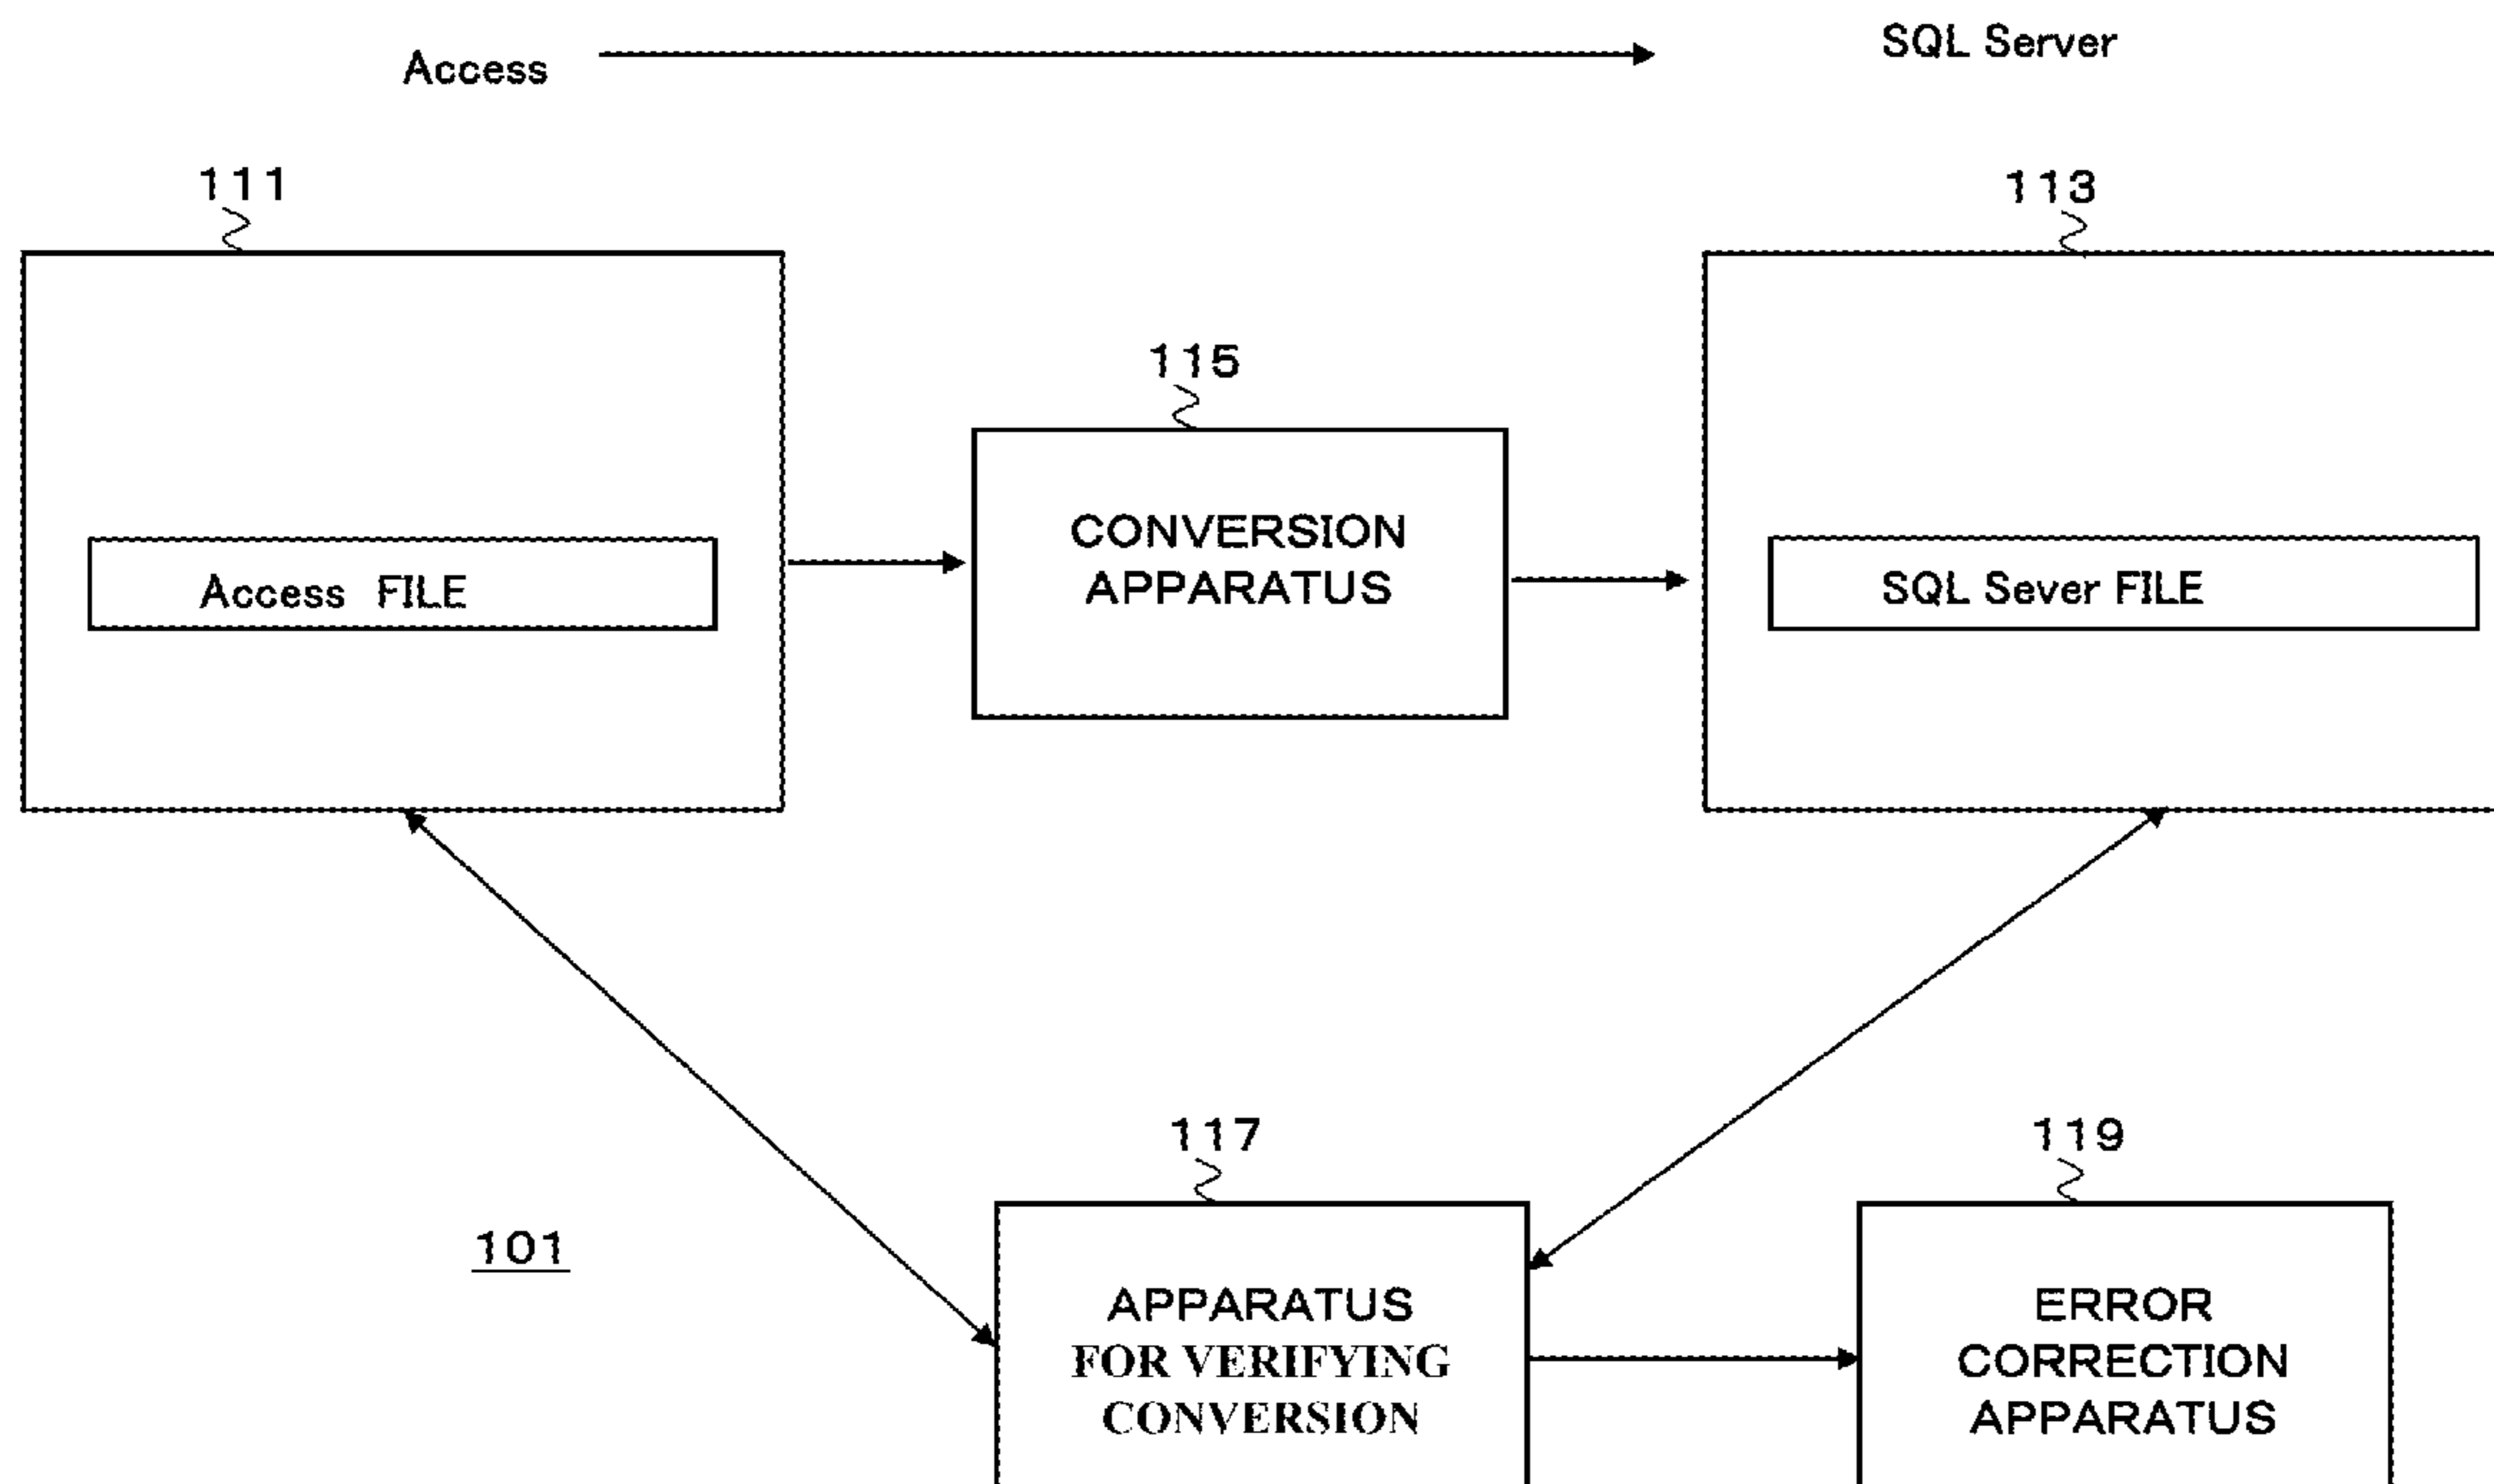 Access
SQL Server
111
113
115
CONVERSION
APPARATUS
Access FILE
SQL Sever FILE
117
119
101
APPARATUS
FOR VERIFYING
CONVERSION
ERROR
CORRECTION
APPARATUS